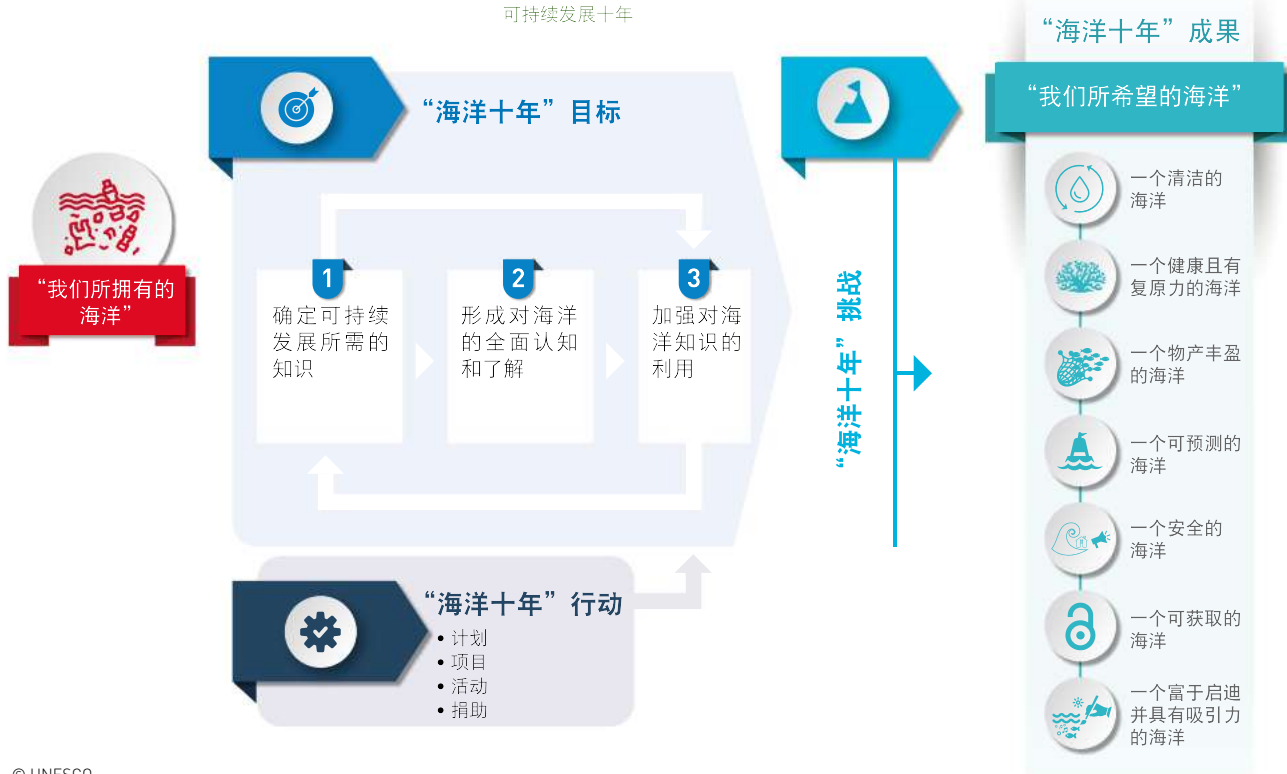 可持续发展十年
“海洋十年”成果
“我们所希望的海洋”
“海洋十年”目标
“我们所拥有的
海洋”
1
确定可持续
发展所需的
知识
2
形成对海洋
的全面认知
和了解
3
加强对海
洋知识的
利用
“海洋十年”挑战
“海洋十年”行动
• 计划
• 项目
• 活动
• 捐助
一个清洁的
海洋
一个健康且有
复原力的海洋
一个物产丰盈
的海洋
一个可预测的
海洋
一个安全的
海洋
一个可获取的
海洋
一个富于启迪
并具有吸引力
的海洋
© UNESCO